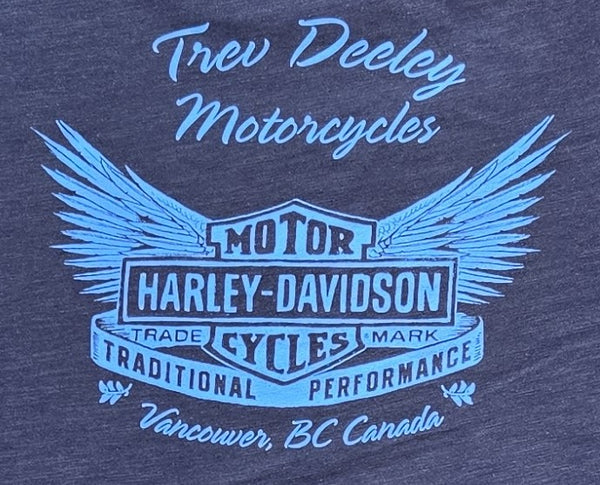 Trev Deeley
Motorcycles
MOTOR
HARLEY-DAVIDSON
TRADE CYCLES MARK
TRADITIONAL PERFORMANCE
Vancouver, BC Canada